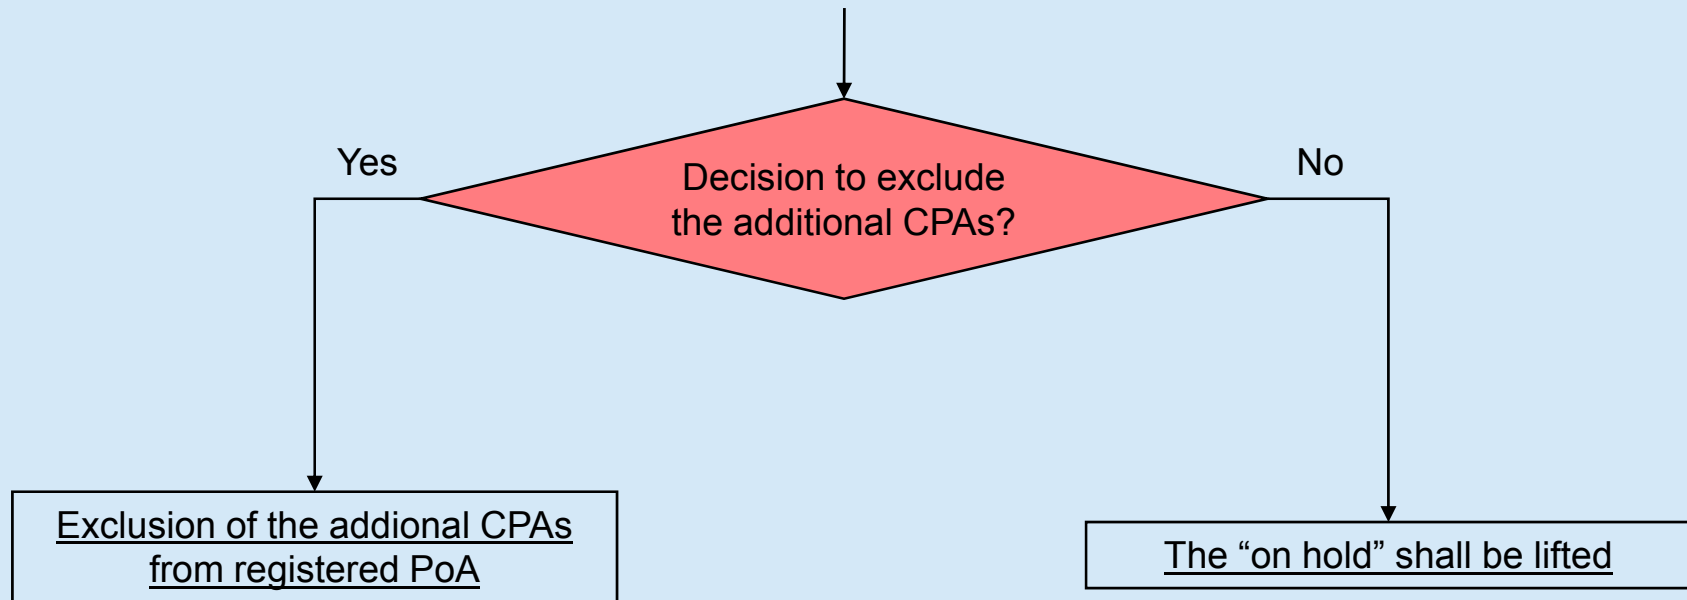 Yes
Decision to exclude
the additional CPAs?
No
Exclusion of the addional CPAs
from registered PoA
The “on hold” shall be lifted